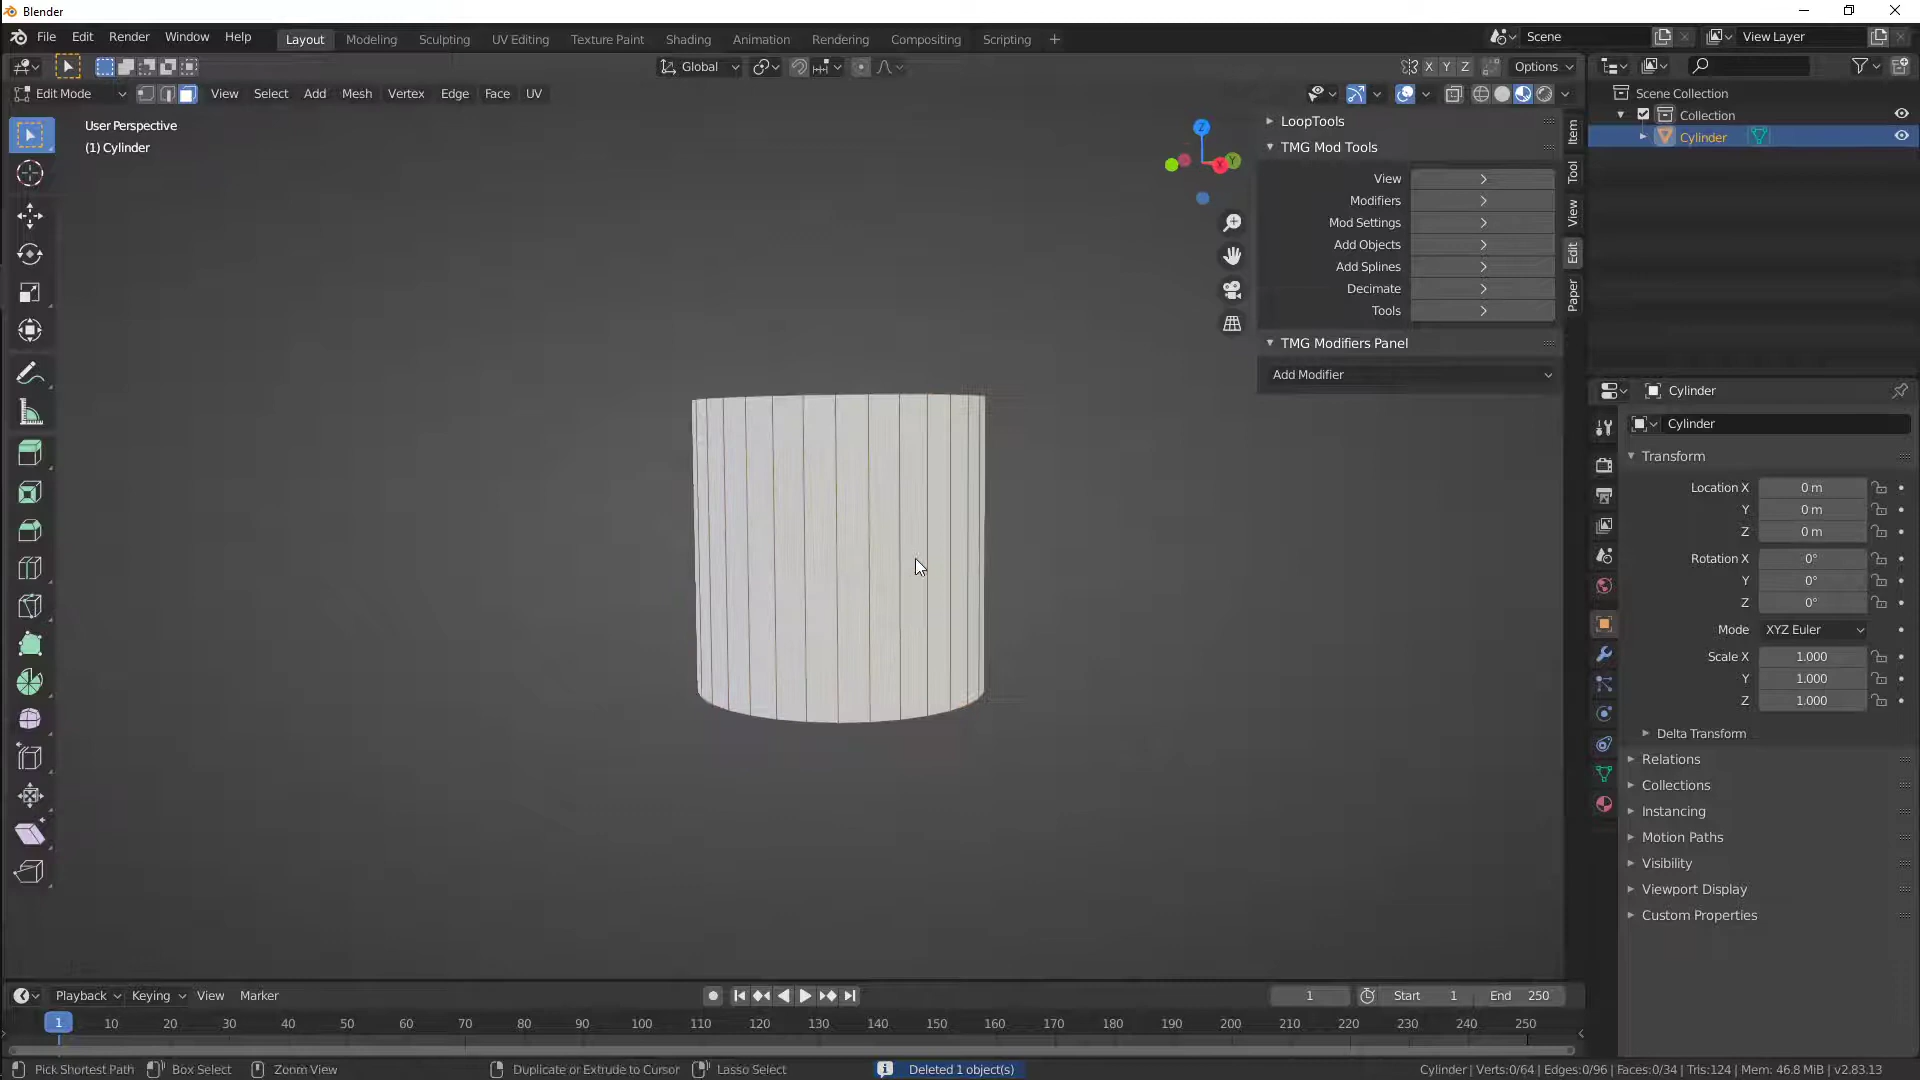 Blender
File Edit Render Window Help Layout Modeling Sculpting UV Editing Texture Paint Shading Animation Rendering Compositing Scripting + Scene View Layer
Global X Y Z Options
Edit Mode View Select Add Mesh Vertex Edge Face UV
User Perspective
(1) Cylinder
Z
Y
X
LoopTools
TMG Mod Tools
View
Modifiers
Mod Settings
Add Objects
Add Splines
Decimate
Tools
TMG Modifiers Panel
Add Modifier
Item
Tool
View
Edit
Paper
Scene Collection
Collection
Cylinder
Cylinder
Cylinder
Transform
Location X 0 m
Y 0 m
Z 0 m
Rotation X 0°
Y 0°
Z 0°
Mode XYZ Euler
Scale X 1.000
Y 1.000
Z 1.000
Delta Transform
Relations
Collections
Instancing
Motion Paths
Visibility
Viewport Display
Custom Properties
Playback Keying View Marker 1 Start 1 End 250
1 10 20 30 40 50 60 70 80 90 100 110 120 130 140 150 160 170 180 190 200 210 220 230 240 250
Pick Shortest Path Box Select Zoom View Duplicate or Extrude to Cursor Lasso Select Deleted 1 object(s) Cylinder | Verts:0/64 | Edges:0/96 | Faces:0/34 | Tris:124 | Mem: 46.8 MiB | v2.83.13